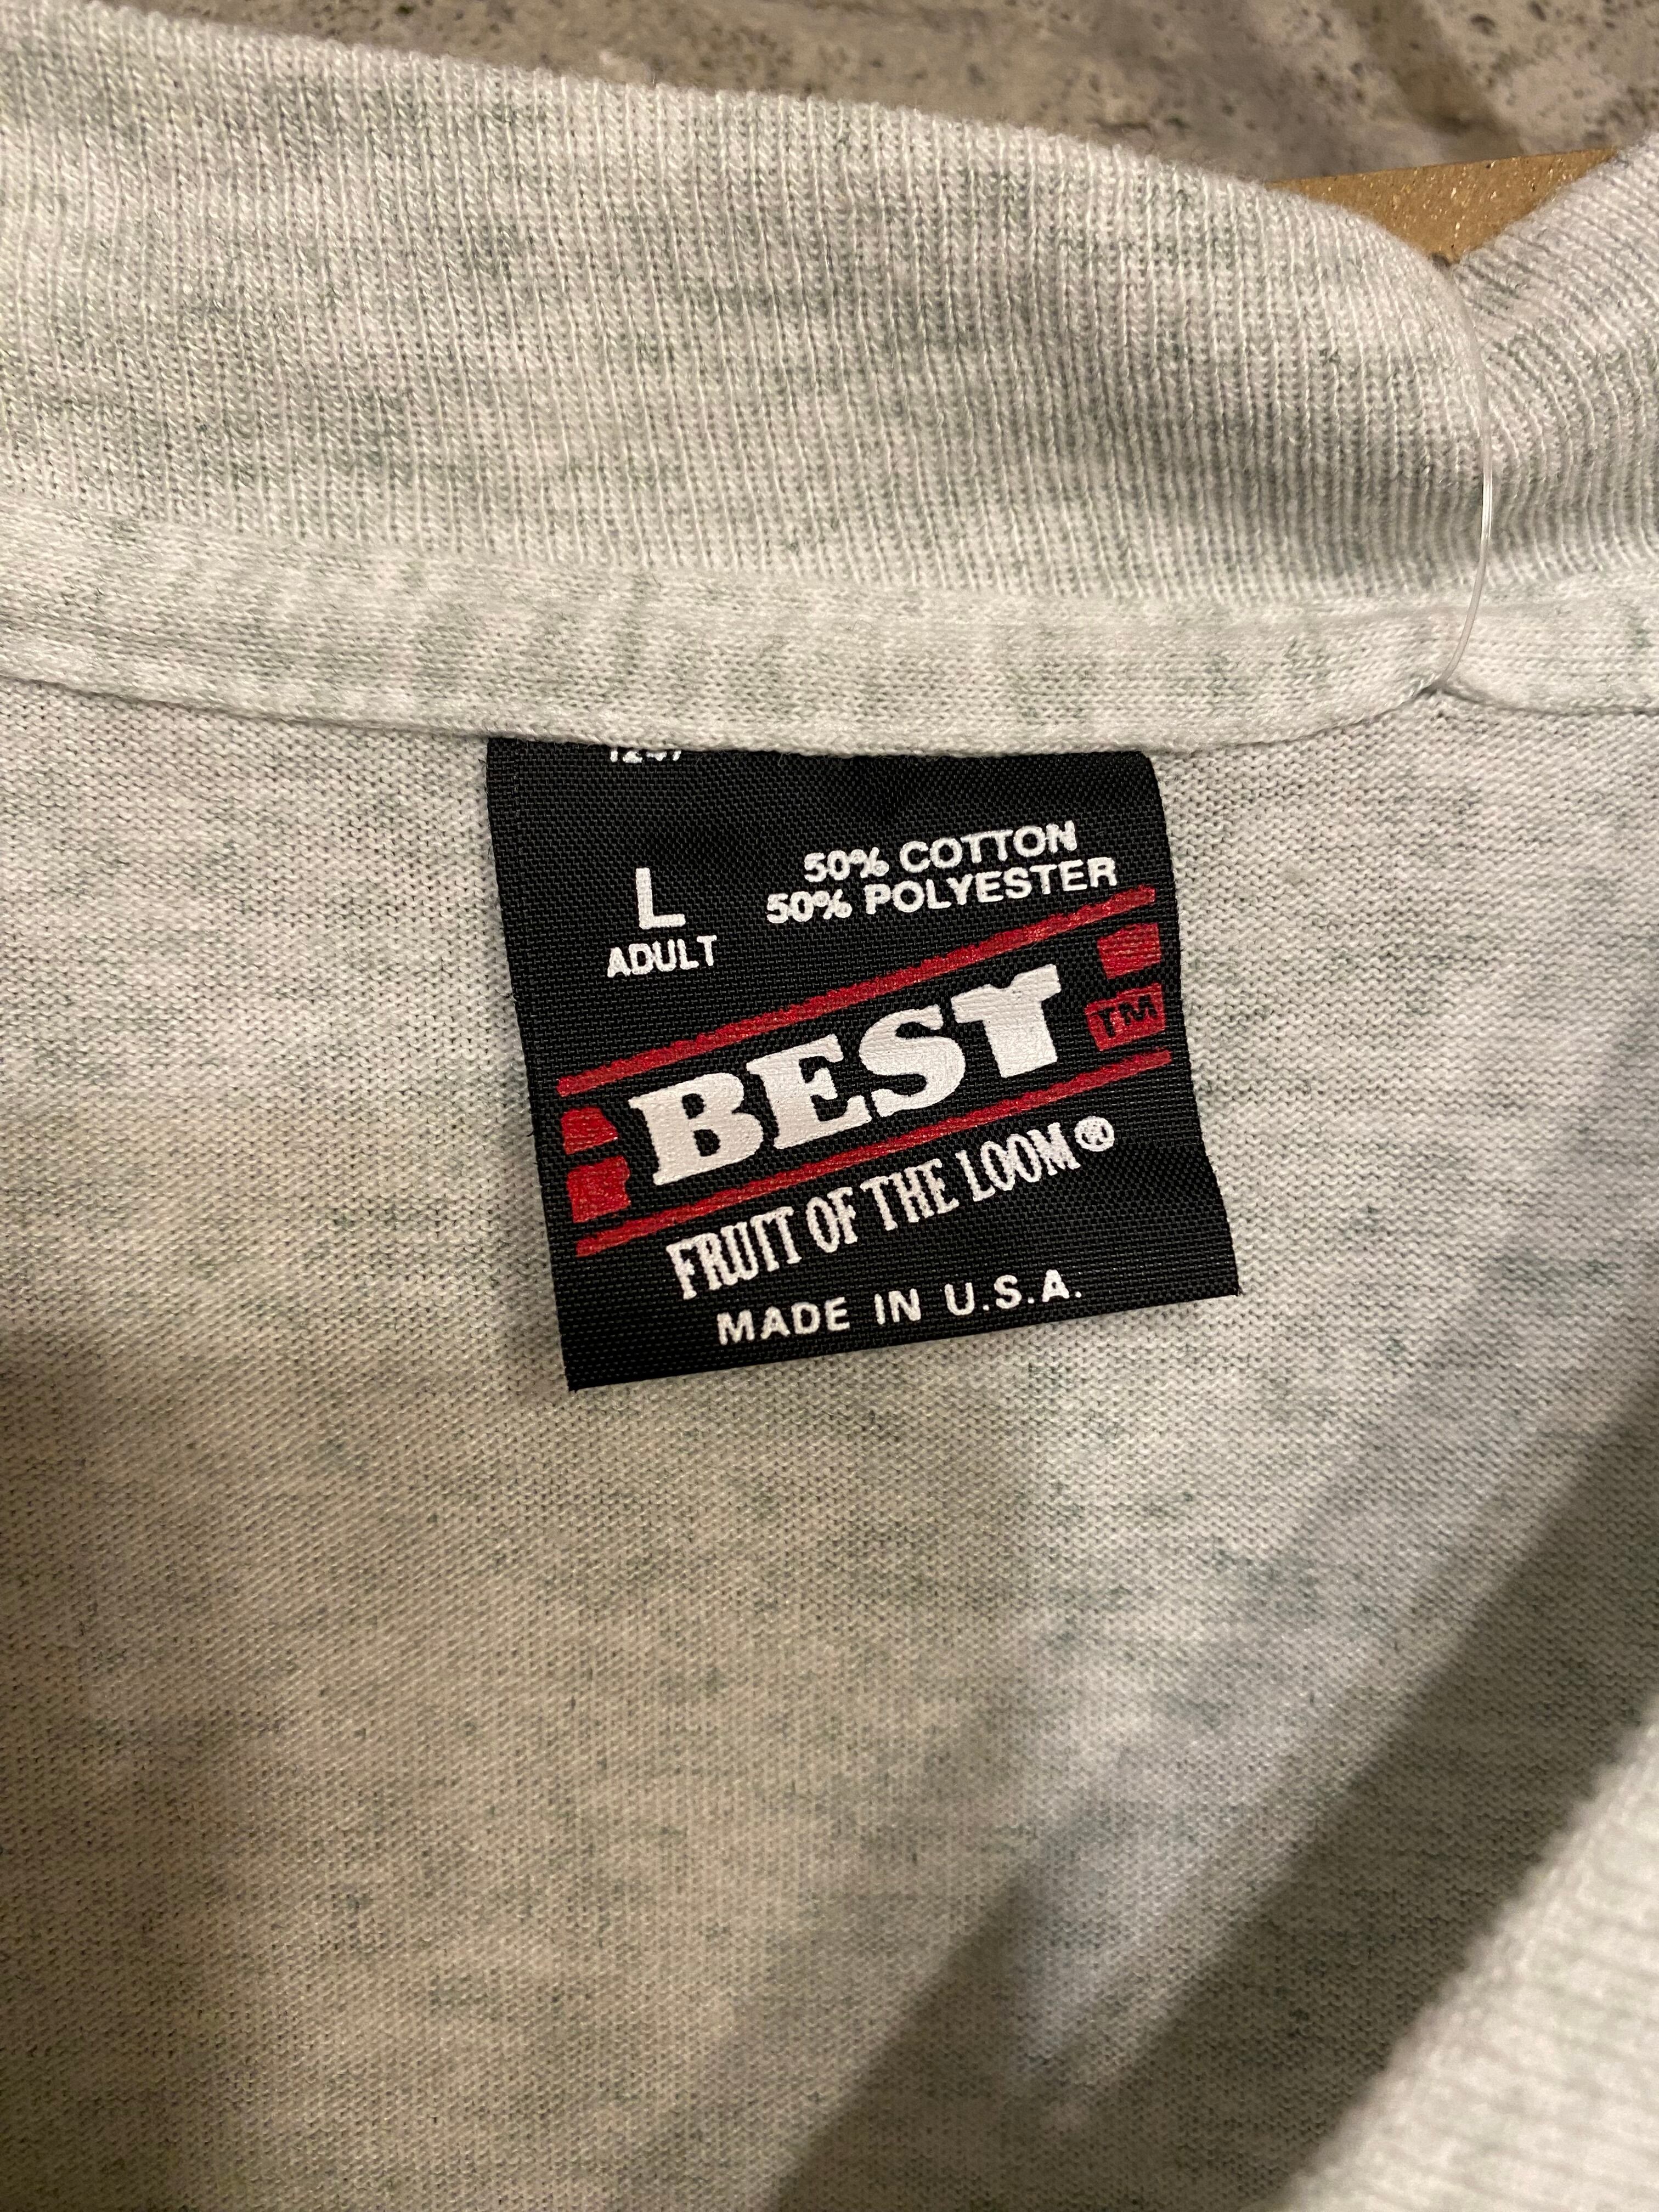 L
ADULT
50% COTTON
50% POLYESTER
BEST
TM
FRUIT OF THE LOOM®
MADE IN U.S.A.